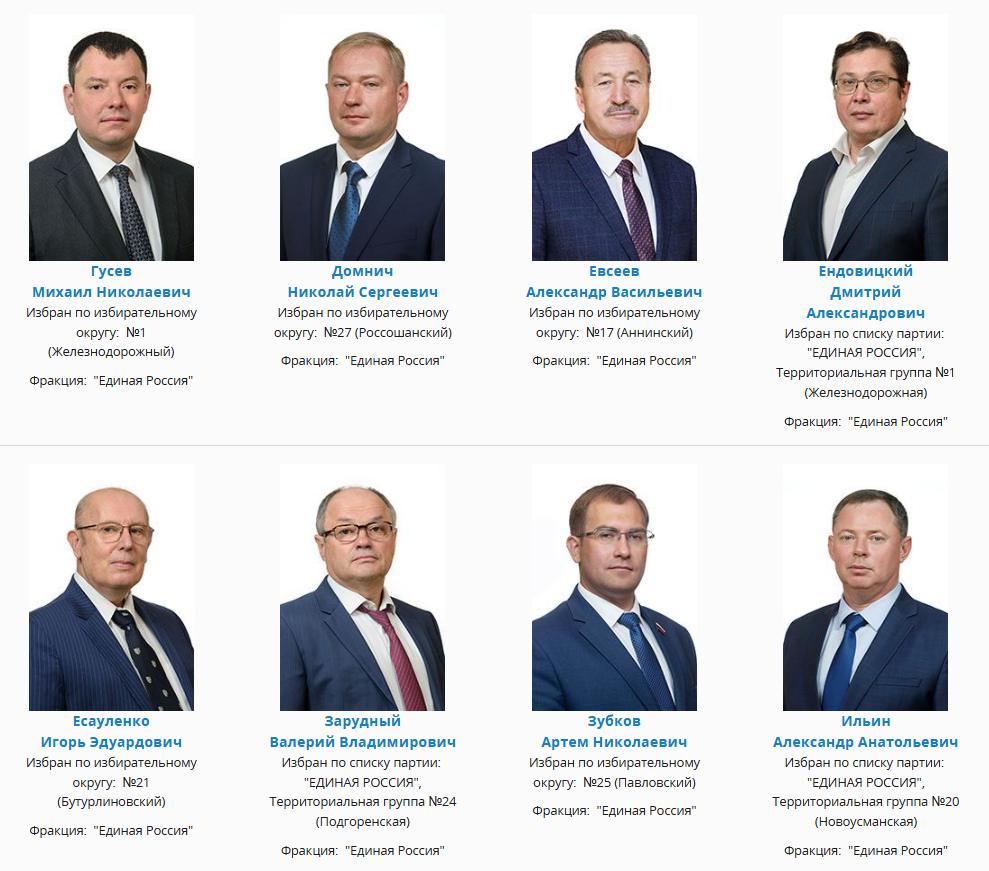 Гусев
Михаил Николаевич
Избран по избирательному
округу:  №1
(Железнодорожный)
Фракция:  "Единая Россия"
Домнич
Николай Сергеевич
Избран по избирательному
округу:  №27 (Россошанский)
Фракция:  "Единая Россия"
Евсеев
Александр Васильевич
Избран по избирательному
округу:  №17 (Аннинский)
Фракция:  "Единая Россия"
Ендовицкий
Дмитрий
Александрович
Избран по списку партии:
"ЕДИНАЯ РОССИЯ",
Территориальная группа №1
(Железнодорожная)
Фракция:  "Единая Россия"
Есауленко
Игорь Эдуардович
Избран по избирательному
округу:  №21
(Бутурлиновский)
Фракция:  "Единая Россия"
Зарудный
Валерий Владимирович
Избран по списку партии:
"ЕДИНАЯ РОССИЯ",
Территориальная группа №24
(Подгоренская)
Фракция:  "Единая Россия"
Зубков
Артем Николаевич
Избран по избирательному
округу:  №25 (Павловский)
Фракция:  "Единая Россия"
Ильин
Александр Анатольевич
Избран по списку партии:
"ЕДИНАЯ РОССИЯ",
Территориальная группа №20
(Новоусманская)
Фракция:  "Единая Россия"